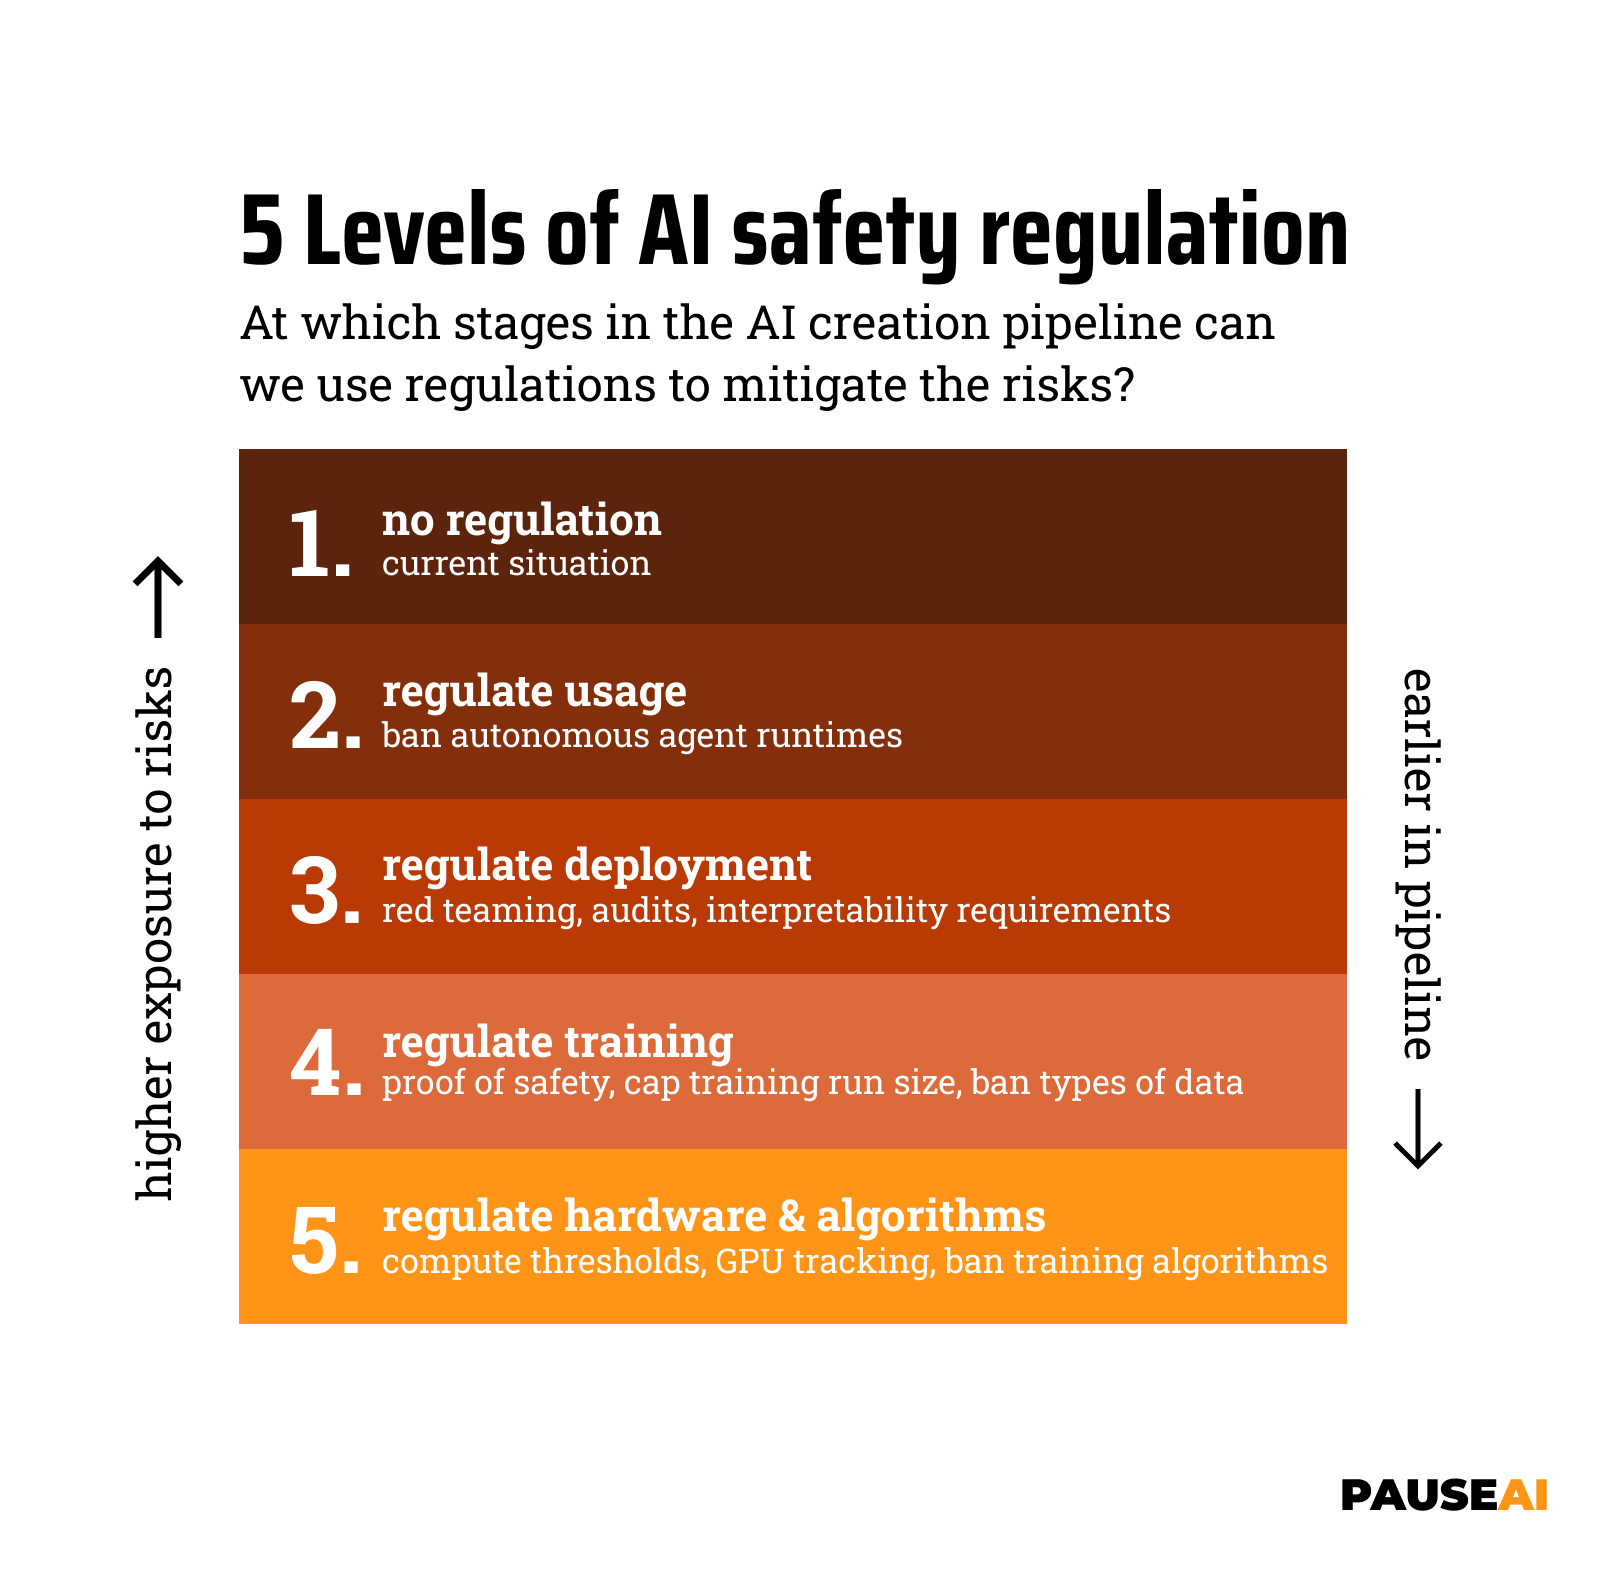 5 Levels of AI safety regulation
At which stages in the AI creation pipeline can
we use regulations to mitigate the risks?
higher exposure to risks
1.
no regulation
current situation
2.
regulate usage
ban autonomous agent runtimes
3.
regulate deployment
red teaming, audits, interpretability requirements
4.
regulate training
proof of safety, cap training run size, ban types of data
5.
regulate hardware & algorithms
compute thresholds, GPU tracking, ban training algorithms
earlier in pipeline
PAUSEAI